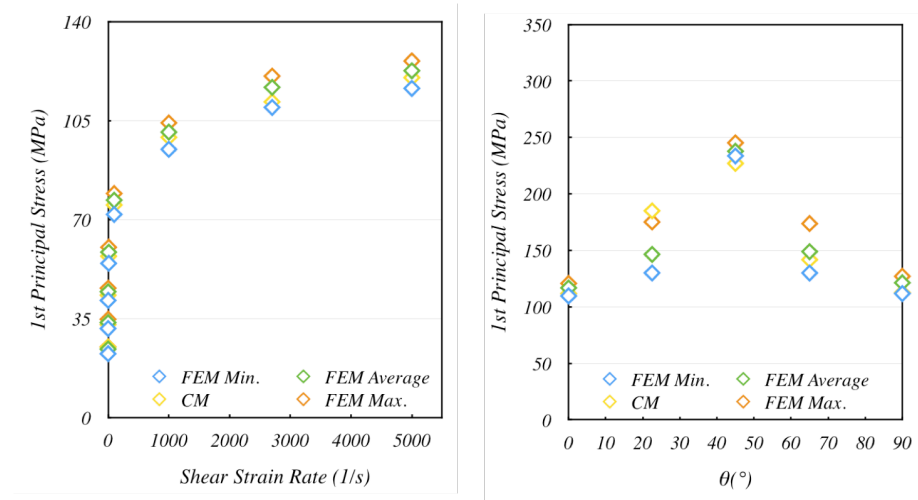 140
105
70
35
0
1st Principal Stress (MPa)
FEM Min.
FEM Average
CM
FEM Max.
0 1000 2000 3000 4000 5000
Shear Strain Rate (1/s)
350
300
250
200
150
100
50
0
1st Principal Stress (MPa)
FEM Min.
FEM Average
CM
FEM Max.
0 10 20 30 40 50 60 70 80 90
θ(°)